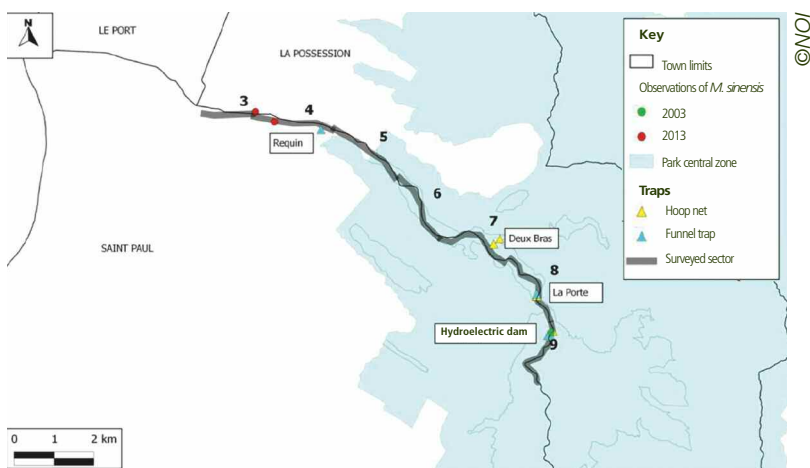 N
LE PORT
LA POSSESSION
©NOI
Key
Town limits
Observations of M. sinensis
2003
2013
Park central zone
Traps
Hoop net
Funnel trap
Surveyed sector
3
4
Requin
5
6
7
Deux Bras
SAINT PAUL
8
La Porte
Hydroelectric dam
9
0 1 2 km